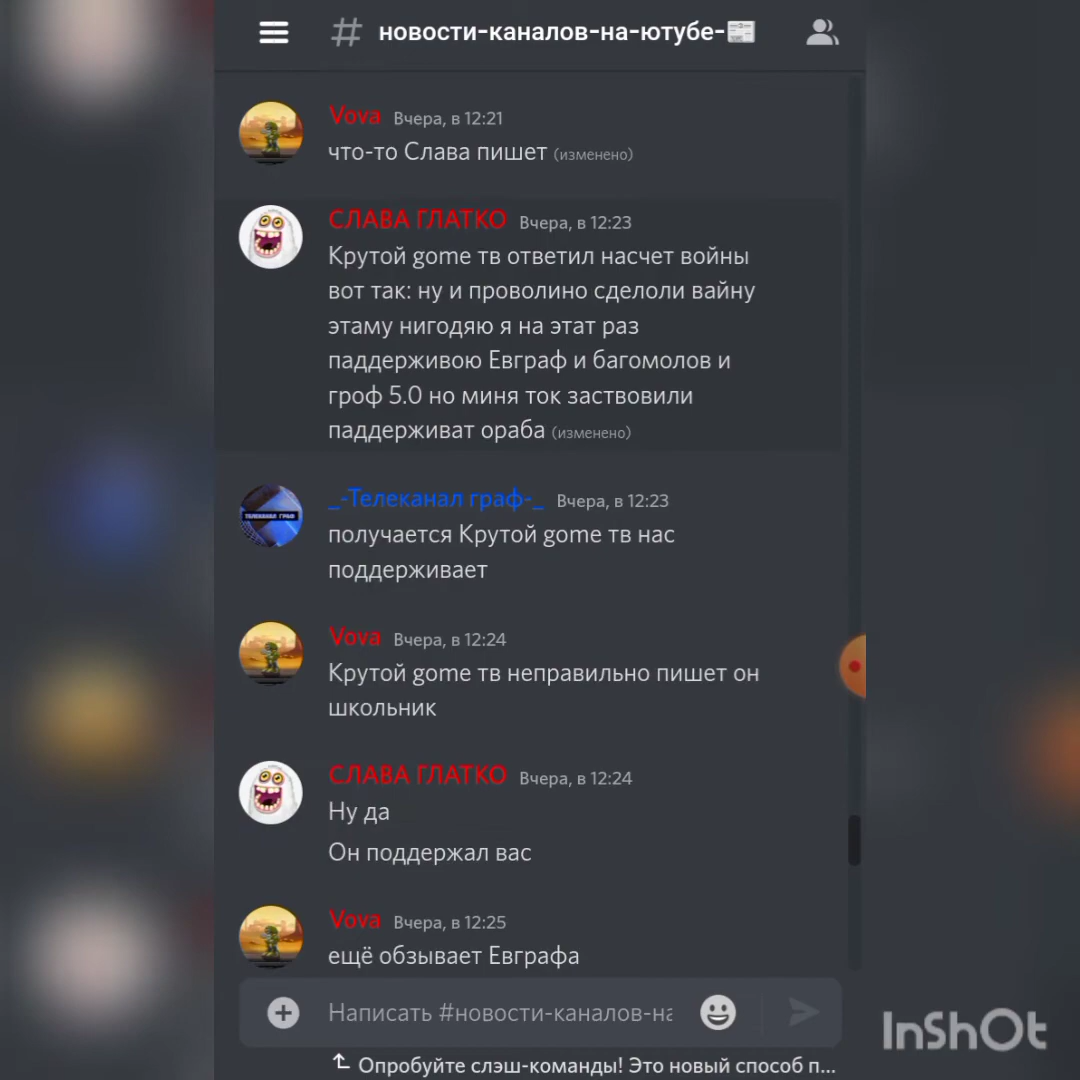 # новости-каналов-на-ютубе-
Vova Вчера, в 12:21
что-то Слава пишет (изменено)
СЛАВА ГЛАТКО Вчера, в 12:23
Крутой gome тв ответил насчет войны
вот так: ну и проволино сделоли вайну
этаму нигодяю я на этат раз
паддерживою Евграф и багомолов и
гроф 5.0 но миня ток заствовили
паддерживат ораба (изменено)
ТЕЛЕКАНАЛ ГРАФ
_-Телеканал граф-_ Вчера, в 12:23
получается Крутой gome тв нас
поддерживает
Vova Вчера, в 12:24
Крутой gome тв неправильно пишет он
школьник
СЛАВА ГЛАТКО Вчера, в 12:24
Ну да
Он поддержал вас
Vova Вчера, в 12:25
ещё обзывает Евграфа
Написать #новости-каналов-на
Опробуйте слэш-команды! Это новый способ п...
InShOt